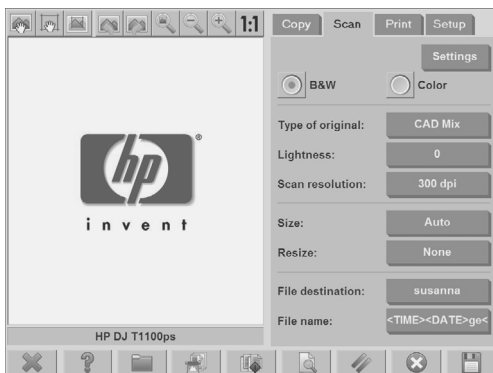 1:1
Copy Scan Print Setup
Settings
B&W Color
Type of original: CAD Mix
Lightness: 0
Scan resolution: 300 dpi
Size: Auto
Resize: None
File destination: susanna
File name: <TIME><DATE>ge<
hp®
invent
HP DJ T1100ps
?